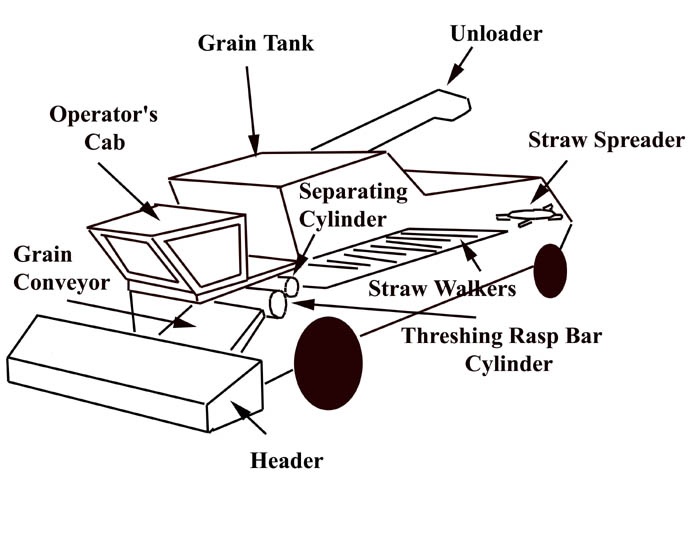 Unloader
Grain Tank
Operator's
Cab
Straw Spreader
Separating
Cylinder
Grain
Conveyor
Straw Walkers
Threshing Rasp Bar
Cylinder
Header